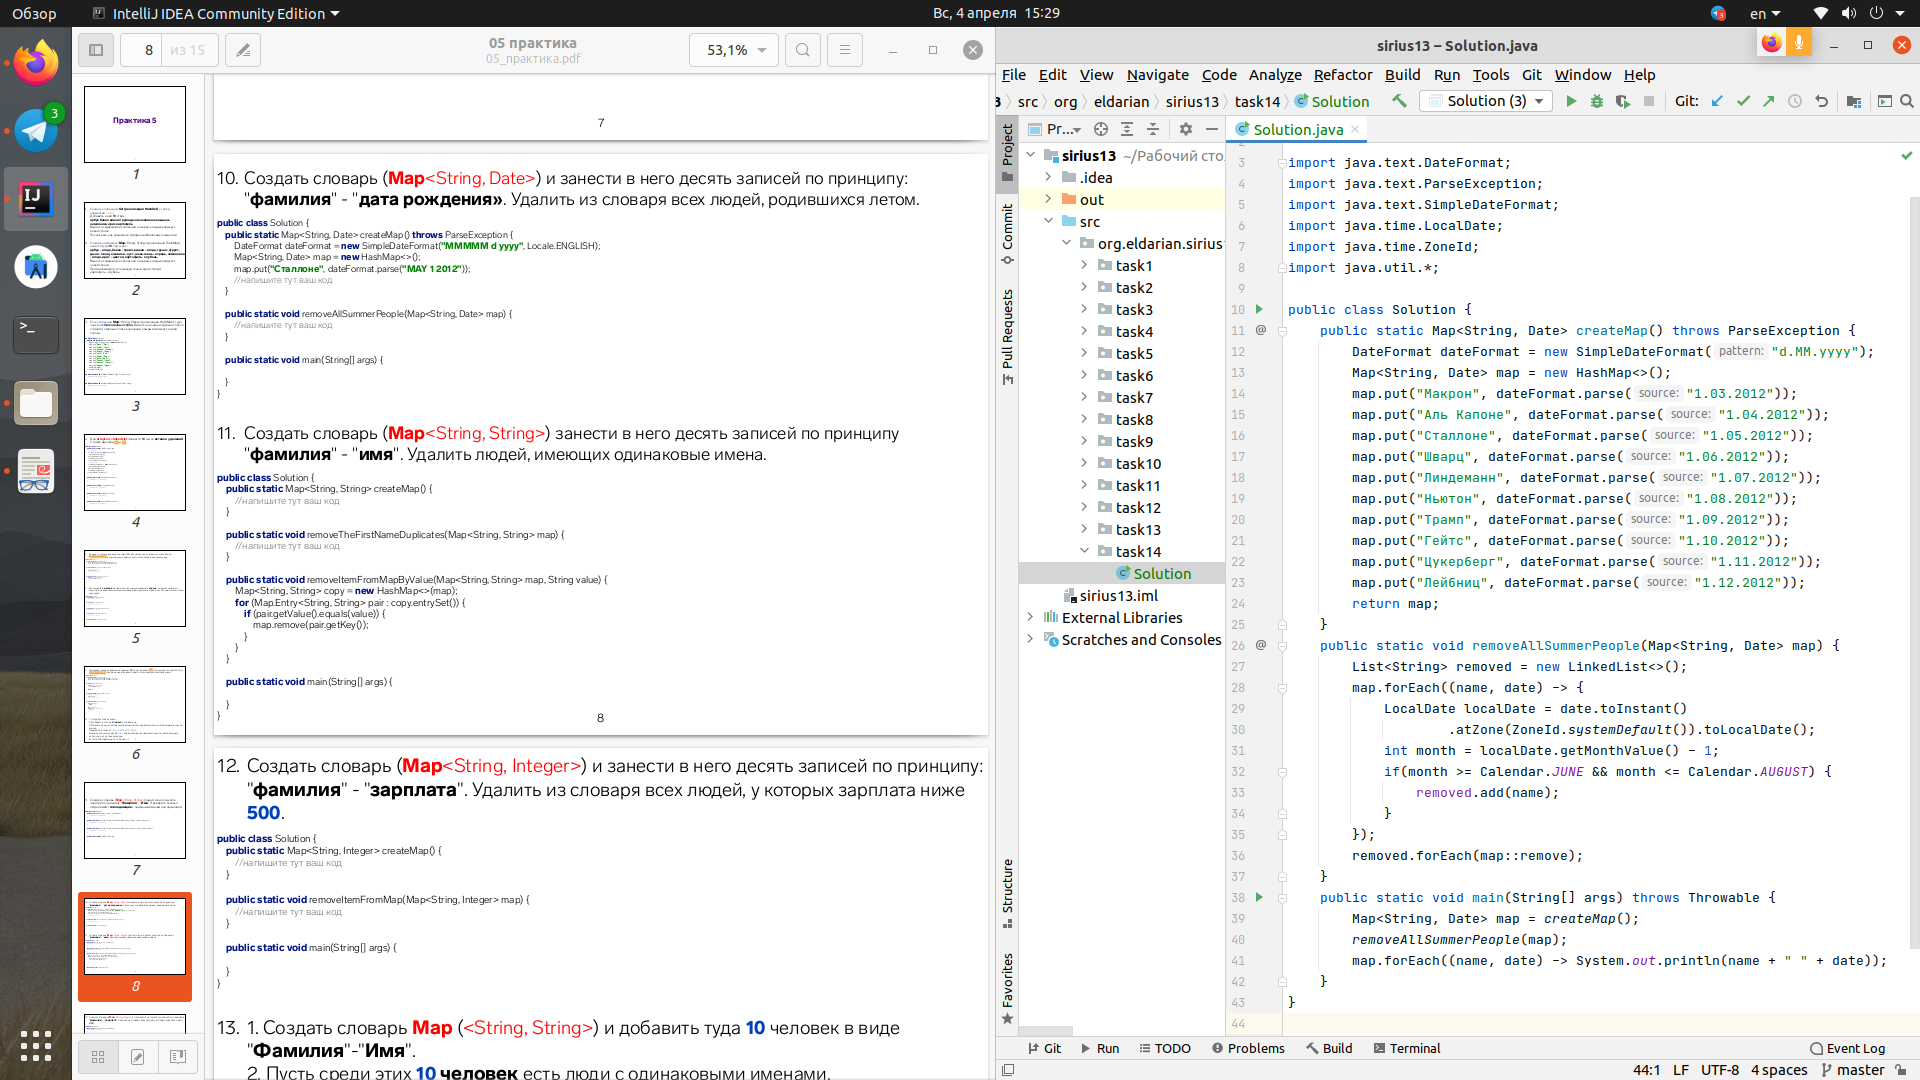 Обзор
IntelliJ IDEA Community Edition
Вс, 4 апреля 15:29
3
en
3
8
из 15
05 практика
05_практика.pdf
53,1%
Практика 5
1
2
3
4
5
6
7
8
7
10. Создать словарь (Map<String, Date>) и занести в него десять записей по принципу:
"фамилия" - "дата рождения». Удалить из словаря всех людей, родившихся летом.
public class Solution {
public static Map<String, Date> createMap() throws ParseException {
DateFormat dateFormat = new SimpleDateFormat("MMMMM d yyyy", Locale.ENGLISH);
Map<String, Date> map = new HashMap<>();
map.put("Сталлоне", dateFormat.parse("MAY 1 2012"));
//напишите тут ваш код
}
public static void removeAllSummerPeople(Map<String, Date> map) {
//напишите тут ваш код
}
public static void main(String[] args) {
}
}
11. Создать словарь (Map<String, String>) занести в него десять записей по принципу
"фамилия" - "имя". Удалить людей, имеющих одинаковые имена.
public class Solution {
public static Map<String, String> createMap() {
//напишите тут ваш код
}
public static void removeTheFirstNameDuplicates(Map<String, String> map) {
//напишите тут ваш код
}
public static void removeItemFromMapByValue(Map<String, String> map, String value) {
Map<String, String> copy = new HashMap<>(map);
for (Map.Entry<String, String> pair : copy.entrySet()) {
if (pair.getValue().equals(value)) {
map.remove(pair.getKey());
}
}
}
public static void main(String[] args) {
}
}
8
12. Создать словарь (Map<String, Integer>) и занести в него десять записей по принципу:
"фамилия" - "зарплата". Удалить из словаря всех людей, у которых зарплата ниже
500.
public class Solution {
public static Map<String, Integer> createMap() {
//напишите тут ваш код
}
public static void removeItemFromMap(Map<String, Integer> map) {
//напишите тут ваш код
}
public static void main(String[] args) {
}
}
13. 1. Создать словарь Map (<String, String>) и добавить туда 10 человек в виде
"Фамилия"-"Имя".
2. Пусть среди этих 10 человек есть люди с одинаковыми именами.
sirius13 – Solution.java
File Edit View Navigate Code Analyze Refactor Build Run Tools Git Window Help
3 src org eldarian sirius13 task14 Solution
Solution (3)
Git:
Project
Commit
Pull Requests
Structure
Favorites
Pr...
sirius13 ~/Рабочий сто
.idea
out
src
org.eldarian.sirius
task1
task2
task3
task4
task5
task6
task7
task8
task9
task10
task11
task12
task13
task14
Solution
sirius13.iml
External Libraries
Scratches and Consoles
Solution.java
2
3 import java.text.DateFormat;
4 import java.text.ParseException;
5 import java.text.SimpleDateFormat;
6 import java.time.LocalDate;
7 import java.time.ZoneId;
8 import java.util.*;
9
10 public class Solution {
11 @ public static Map<String, Date> createMap() throws ParseException {
12 DateFormat dateFormat = new SimpleDateFormat( pattern: "d.MM.yyyy");
13 Map<String, Date> map = new HashMap<>();
14 map.put("Макрон", dateFormat.parse( source: "1.03.2012"));
15 map.put("Аль Капоне", dateFormat.parse( source: "1.04.2012"));
16 map.put("Сталлоне", dateFormat.parse( source: "1.05.2012"));
17 map.put("Шварц", dateFormat.parse( source: "1.06.2012"));
18 map.put("Линдеманн", dateFormat.parse( source: "1.07.2012"));
19 map.put("Ньютон", dateFormat.parse( source: "1.08.2012"));
20 map.put("Трамп", dateFormat.parse( source: "1.09.2012"));
21 map.put("Гейтс", dateFormat.parse( source: "1.10.2012"));
22 map.put("Цукерберг", dateFormat.parse( source: "1.11.2012"));
23 map.put("Лейбниц", dateFormat.parse( source: "1.12.2012"));
24 return map;
25 }
26 @ public static void removeAllSummerPeople(Map<String, Date> map) {
27 List<String> removed = new LinkedList<>();
28 map.forEach((name, date) -> {
29 LocalDate localDate = date.toInstant()
30 .atZone(ZoneId.systemDefault()).toLocalDate();
31 int month = localDate.getMonthValue() - 1;
32 if(month >= Calendar.JUNE && month <= Calendar.AUGUST) {
33 removed.add(name);
34 }
35 });
36 removed.forEach(map::remove);
37 }
38 public static void main(String[] args) throws Throwable {
39 Map<String, Date> map = createMap();
40 removeAllSummerPeople(map);
41 map.forEach((name, date) -> System.out.println(name + " " + date));
42 }
43 }
44
Git Run TODO Problems Build Terminal Event Log
44:1 LF UTF-8 4 spaces master